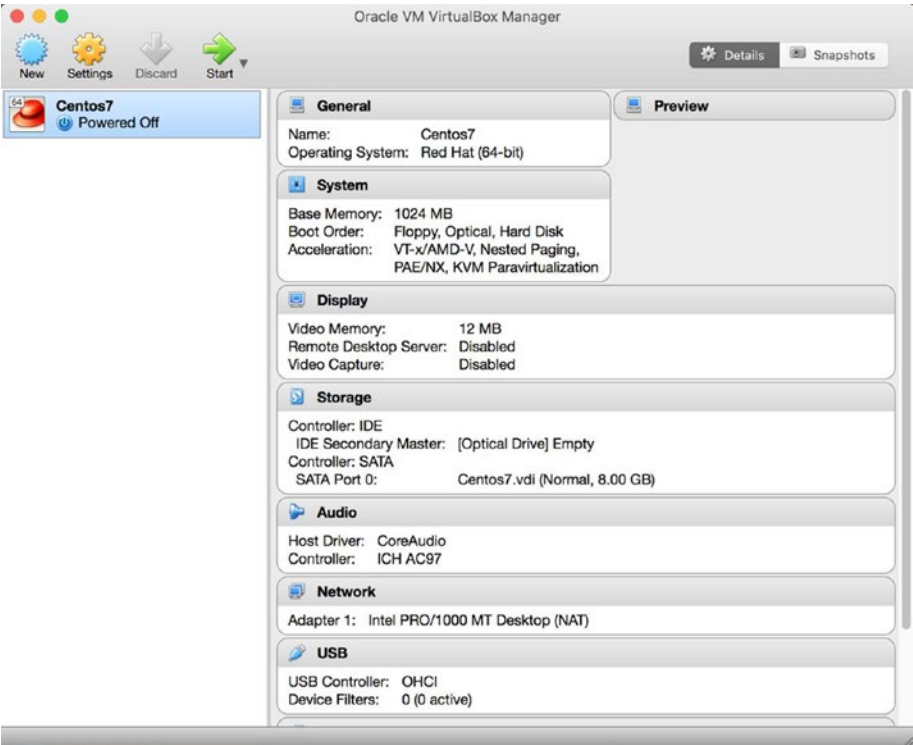 Oracle VM VirtualBox Manager
New Settings Discard Start
Details Snapshots
64
Centos7
Powered Off
General
Name: Centos7
Operating System: Red Hat (64-bit)
Preview
System
Base Memory: 1024 MB
Boot Order: Floppy, Optical, Hard Disk
Acceleration: VT-x/AMD-V, Nested Paging,
PAE/NX, KVM Paravirtualization
Display
Video Memory: 12 MB
Remote Desktop Server: Disabled
Video Capture: Disabled
Storage
Controller: IDE
IDE Secondary Master: [Optical Drive] Empty
Controller: SATA
SATA Port 0: Centos7.vdi (Normal, 8.00 GB)
Audio
Host Driver: CoreAudio
Controller: ICH AC97
Network
Adapter 1: Intel PRO/1000 MT Desktop (NAT)
USB
USB Controller: OHCI
Device Filters: 0 (0 active)